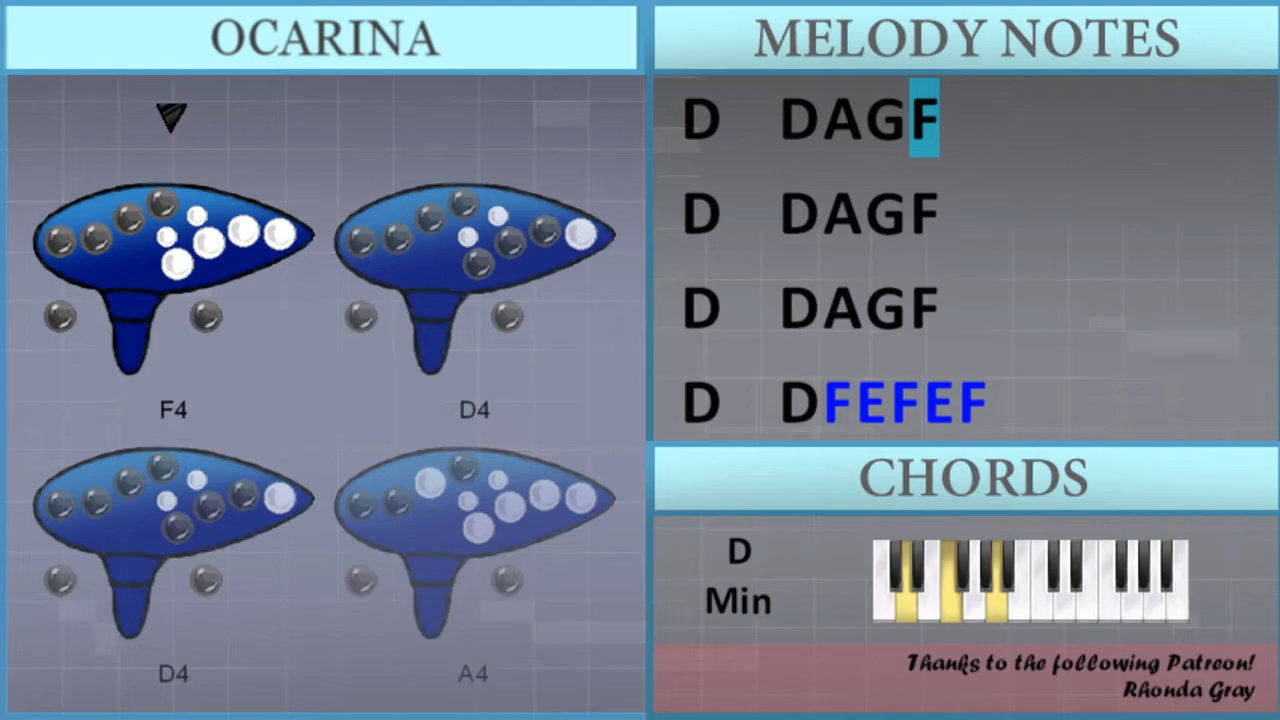 OCARINA
F4
D4
D4
A4
MELODY NOTES
D DAGF
D DAGF
D DAGF
D DFEFEF
CHORDS
D
Min
Thanks to the following Patreon!
Rhonda Gray